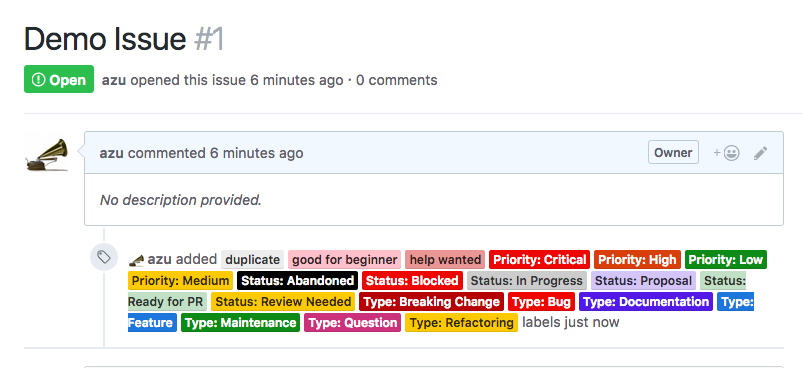 Demo Issue #1
Open azu opened this issue 6 minutes ago · 0 comments
azu commented 6 minutes ago Owner +
No description provided.
azu added duplicate good for beginner help wanted Priority: Critical Priority: High Priority: Low
Priority: Medium Status: Abandoned Status: Blocked Status: In Progress Status: Proposal Status:
Ready for PR Status: Review Needed Type: Breaking Change Type: Bug Type: Documentation Type:
Feature Type: Maintenance Type: Question Type: Refactoring labels just now